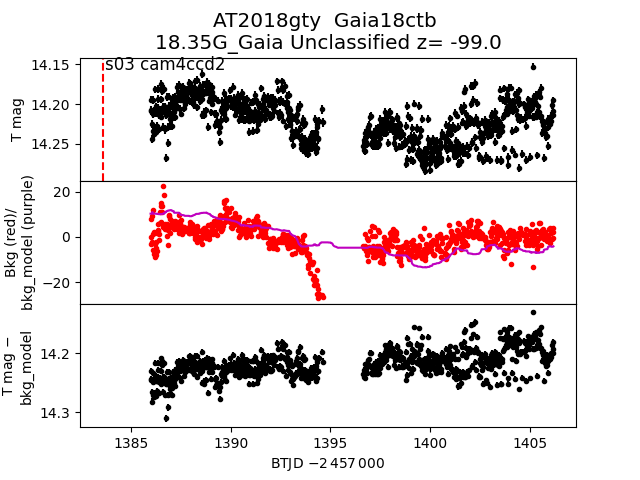 AT2018gty  Gaia18ctb
18.35G_Gaia Unclassified z= -99.0
s03 cam4ccd2
14.15
14.20
14.25
T mag
20
0
−20
Bkg (red)/
bkg_model (purple)
14.2
14.3
T mag −
bkg_model
1385 1390 1395 1400 1405
BTJD −2 457 000